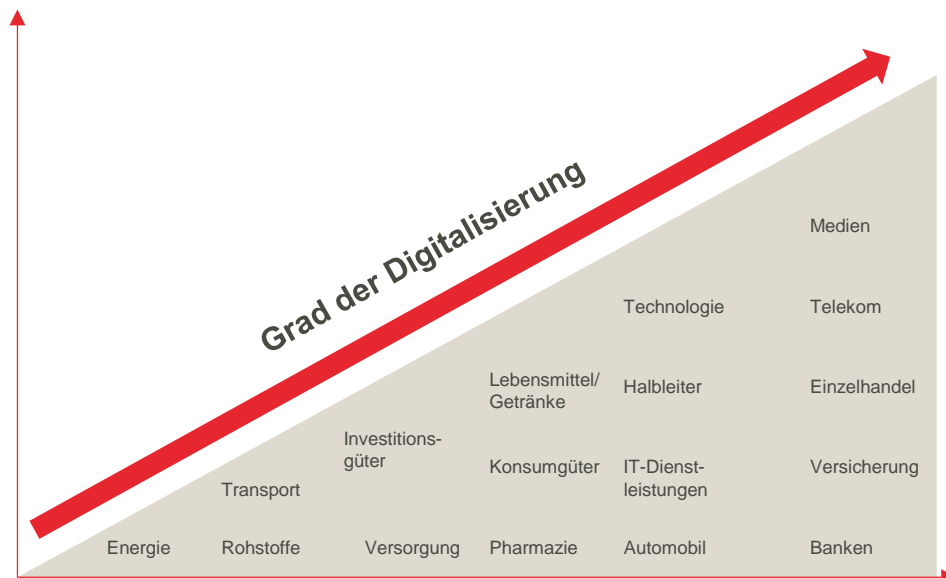 Grad der Digitalisierung
Medien
Technologie
Telekom
Lebensmittel/
Getränke
Halbleiter
Einzelhandel
Investitions-
güter
Konsumgüter
IT-Dienst-
leistungen
Versicherung
Transport
Energie
Rohstoffe
Versorgung
Pharmazie
Automobil
Banken